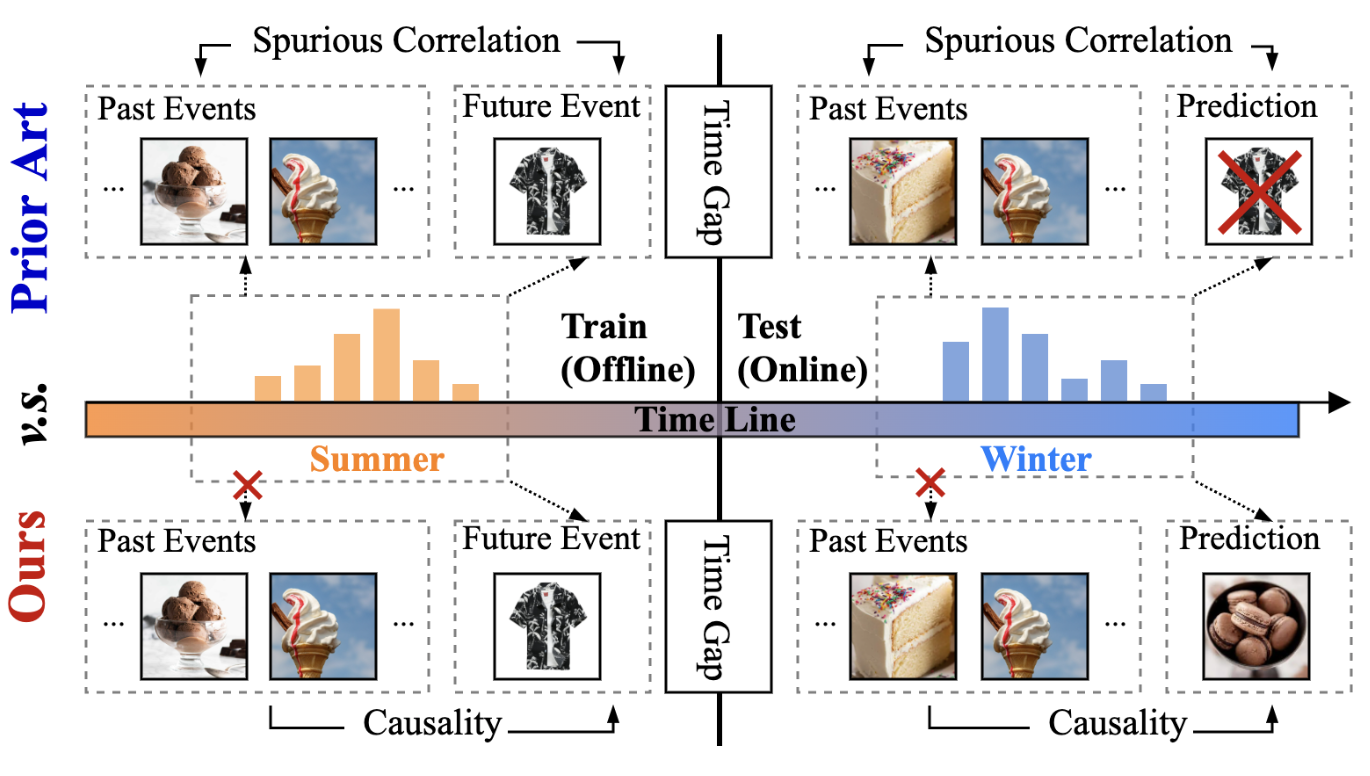 Spurious Correlation
Spurious Correlation
Prior Art
Past Events
Future Event
Time Gap
Past Events
Prediction
... ...
... ...
Train
(Offline)
Test
(Online)
v.s.
Time Line
Summer
Winter
Ours
Past Events
Future Event
Time Gap
Past Events
Prediction
... ...
... ...
Causality
Causality